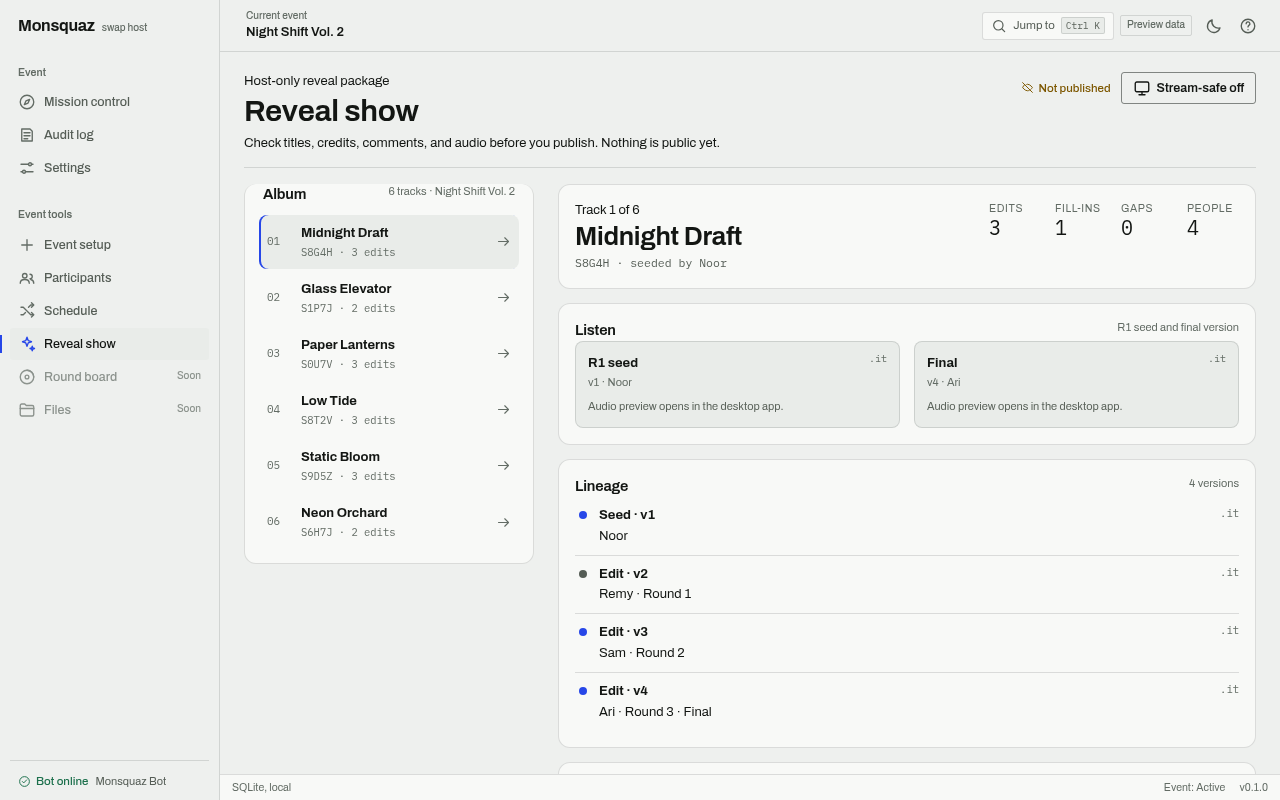 Monsquaz swap host
Event
Mission control
Audit log
Settings
Event tools
Event setup
Participants
Schedule
Reveal show
Round board Soon
Files Soon
Bot online Monsquaz Bot
Current event
Night Shift Vol. 2
Jump to Ctrl K
Preview data
Host-only reveal package
Reveal show
Check titles, credits, comments, and audio before you publish. Nothing is public yet.
Not published
Stream-safe off
Album 6 tracks · Night Shift Vol. 2
01 Midnight Draft
S8G4H · 3 edits
02 Glass Elevator
S1P7J · 2 edits
03 Paper Lanterns
S0U7V · 3 edits
04 Low Tide
S8T2V · 3 edits
05 Static Bloom
S9D5Z · 3 edits
06 Neon Orchard
S6H7J · 2 edits
Track 1 of 6
Midnight Draft
S8G4H · seeded by Noor
EDITS FILL-INS GAPS PEOPLE
3 1 0 4
Listen R1 seed and final version
R1 seed .it
v1 · Noor
Audio preview opens in the desktop app.
Final .it
v4 · Ari
Audio preview opens in the desktop app.
Lineage 4 versions
Seed · v1 .it
Noor
Edit · v2 .it
Remy · Round 1
Edit · v3 .it
Sam · Round 2
Edit · v4 .it
Ari · Round 3 · Final
SQLite, local
Event: Active v0.1.0